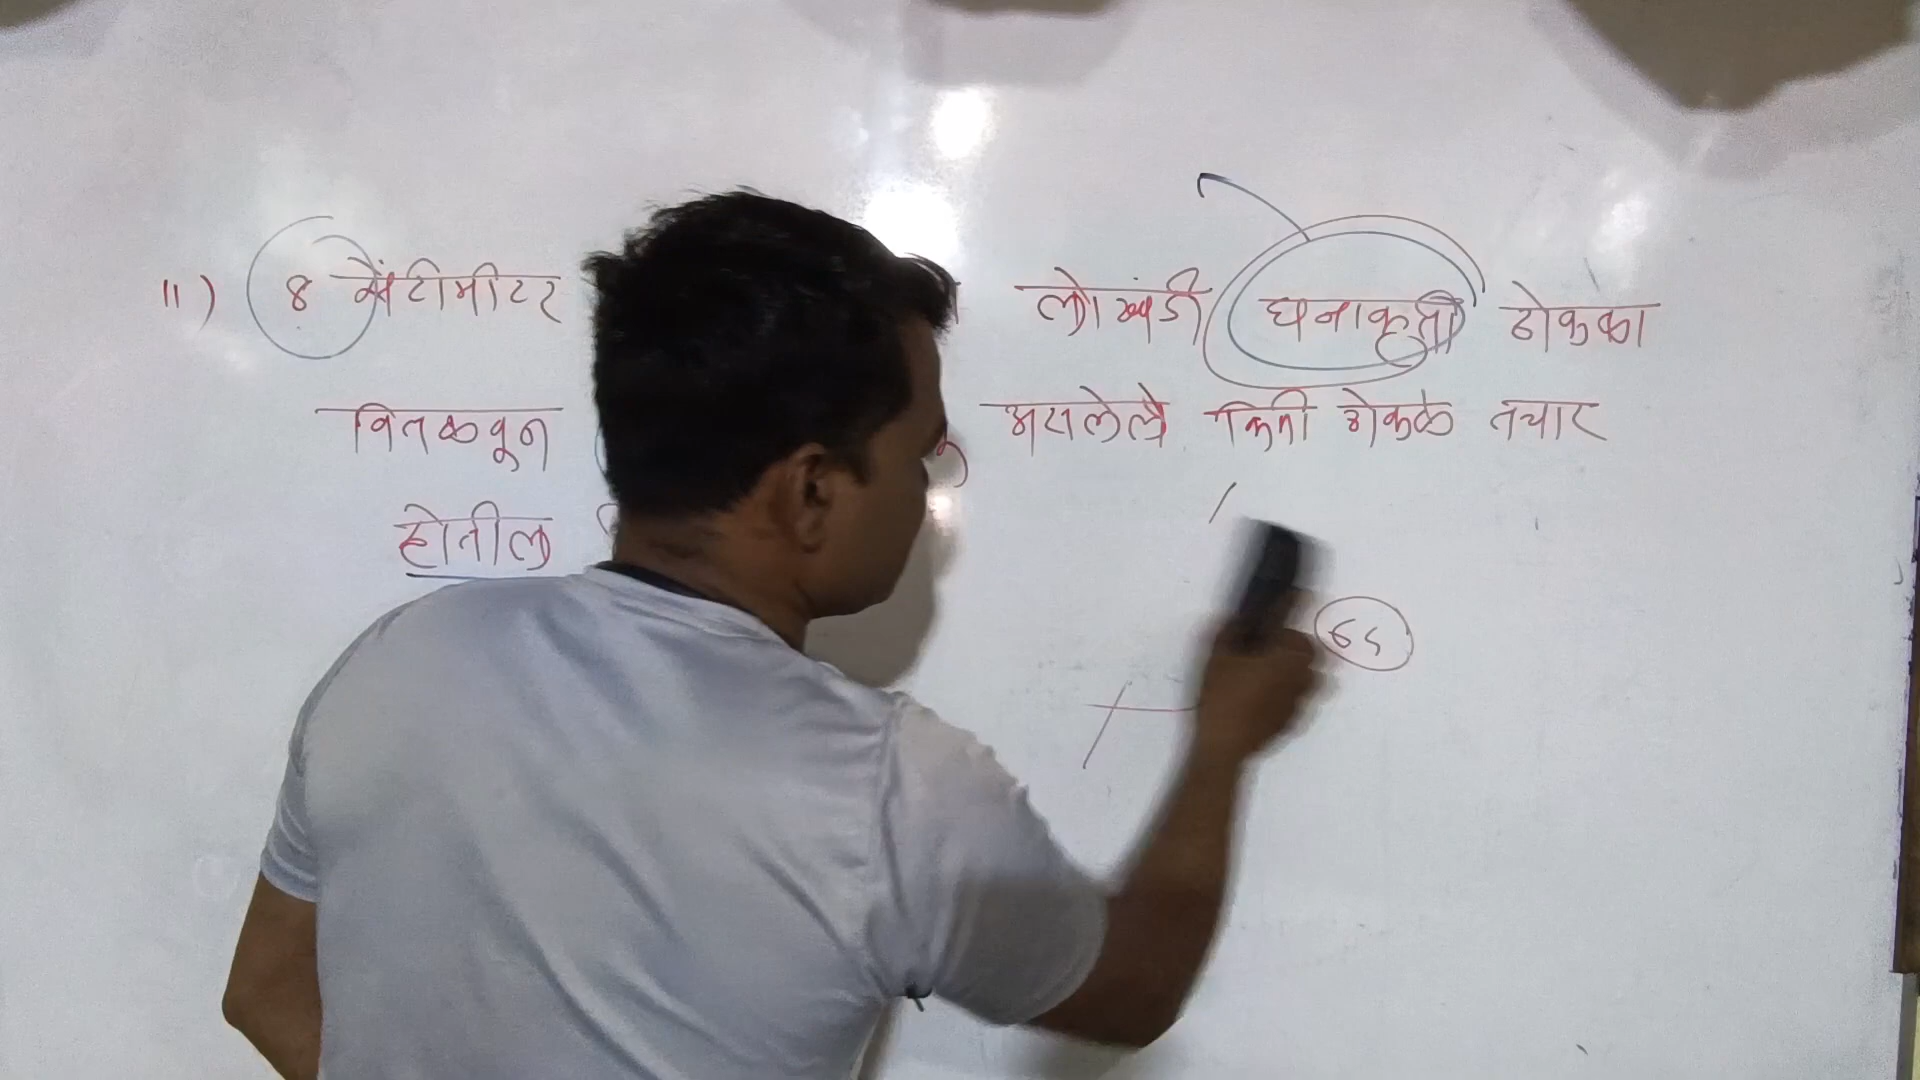 11) 8 सेंटीमीटर लोखंडी घनाकृती ठोकळा
वितळवून असलेले किती ठोकळे तयार
होतील
64